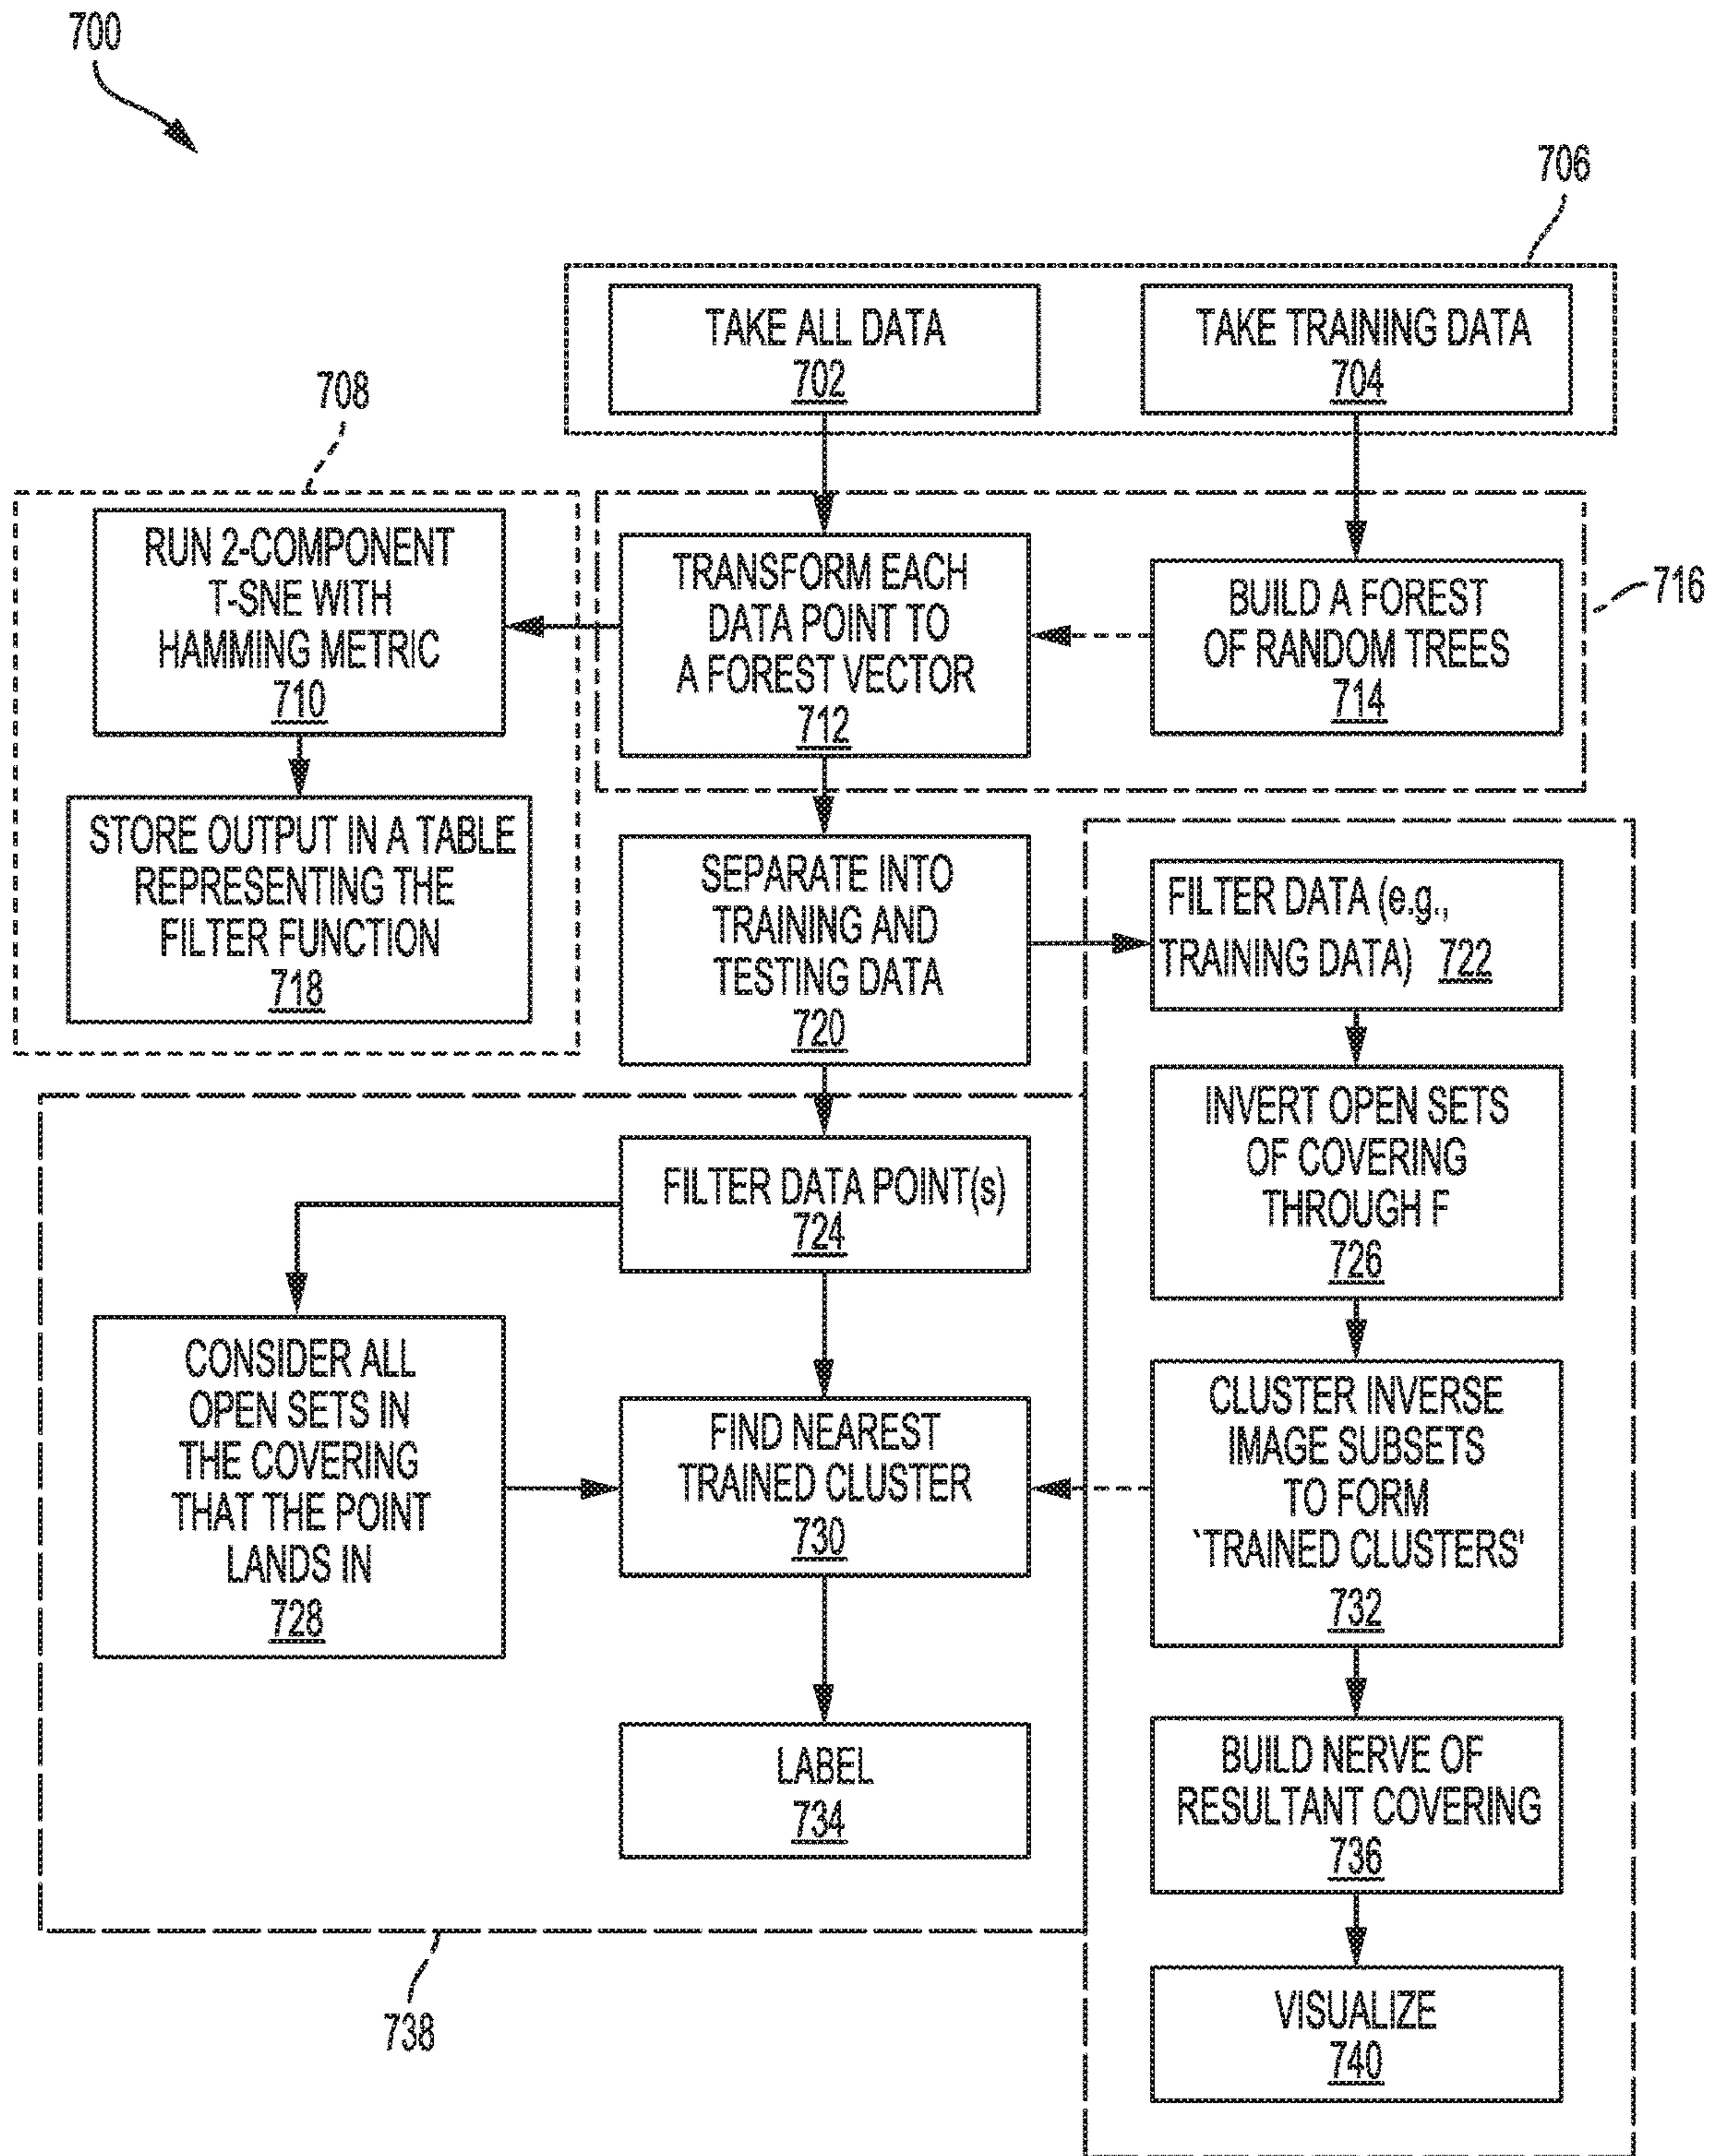 700
706
TAKE ALL DATA
702
TAKE TRAINING DATA
704
708
RUN 2-COMPONENT
T-SNE WITH
HAMMING METRIC
710
TRANSFORM EACH
DATA POINT TO
A FOREST VECTOR
712
BUILD A FOREST
OF RANDOM TREES
714
716
STORE OUTPUT IN A TABLE
REPRESENTING THE
FILTER FUNCTION
718
SEPARATE INTO
TRAINING AND
TESTING DATA
720
FILTER DATA (e.g.,
TRAINING DATA) 722
FILTER DATA POINT(s)
724
INVERT OPEN SETS
OF COVERING
THROUGH F
726
CONSIDER ALL
OPEN SETS IN
THE COVERING
THAT THE POINT
LANDS IN
728
FIND NEAREST
TRAINED CLUSTER
730
CLUSTER INVERSE
IMAGE SUBSETS
TO FORM
‘TRAINED CLUSTERS'
732
LABEL
734
BUILD NERVE OF
RESULTANT COVERING
736
738
VISUALIZE
740